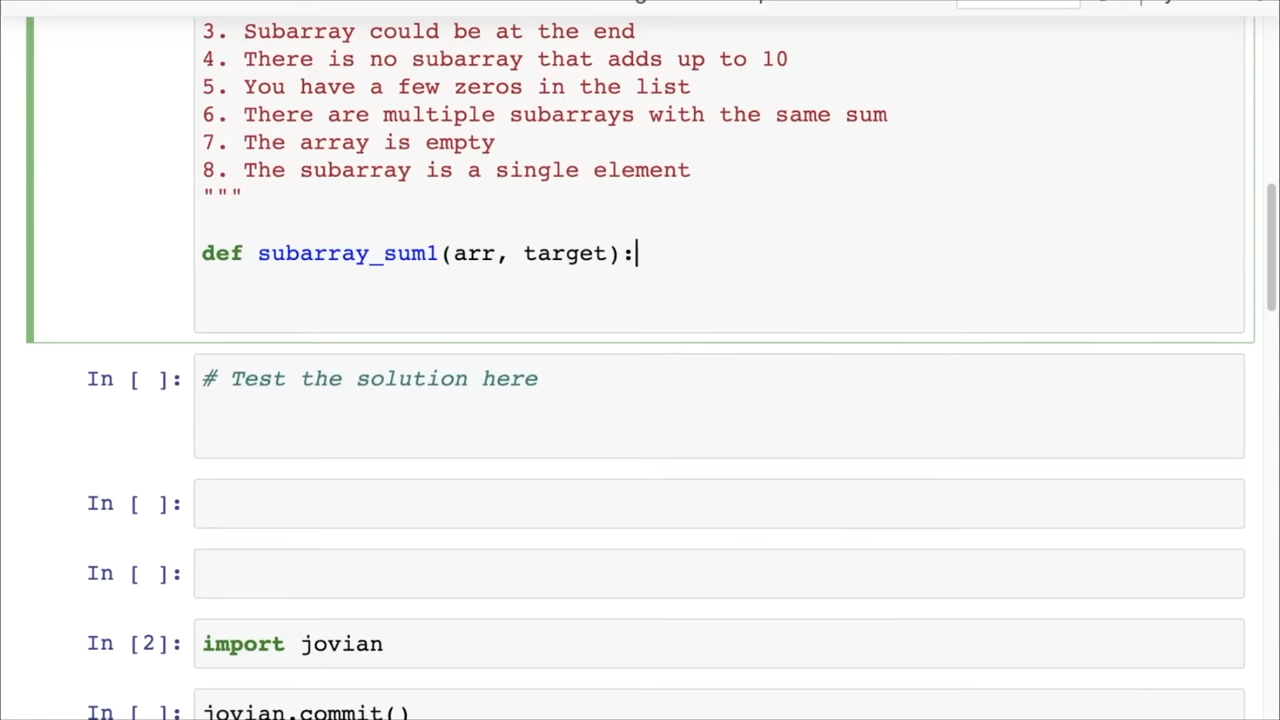 3. Subarray could be at the end
4. There is no subarray that adds up to 10
5. You have a few zeros in the list
6. There are multiple subarrays with the same sum
7. The array is empty
8. The subarray is a single element
"""
def subarray_sum1(arr, target):
In [ ]: # Test the solution here
In [ ]:
In [ ]:
In [2]: import jovian
In [ ]: jovian.commit()